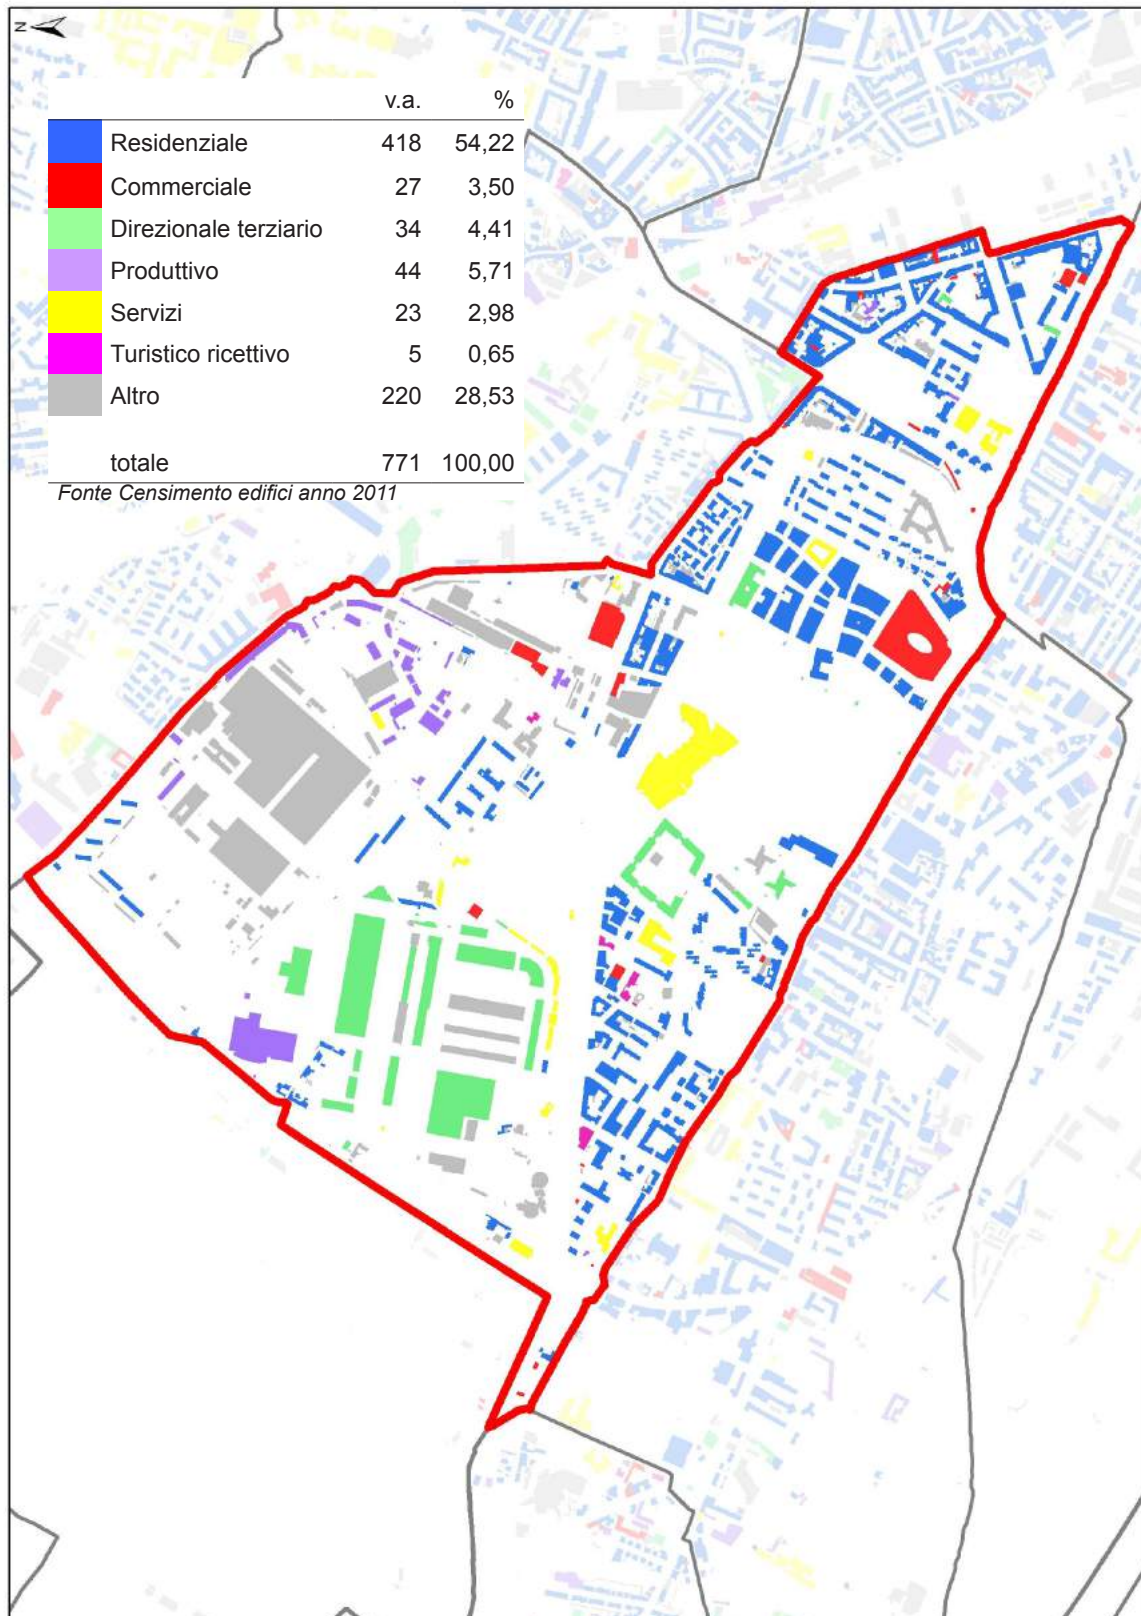 N
v.a. %
Residenziale 418 54,22
Commerciale 27 3,50
Direzionale terziario 34 4,41
Produttivo 44 5,71
Servizi 23 2,98
Turistico ricettivo 5 0,65
Altro 220 28,53
totale 771 100,00
Fonte Censimento edifici anno 2011